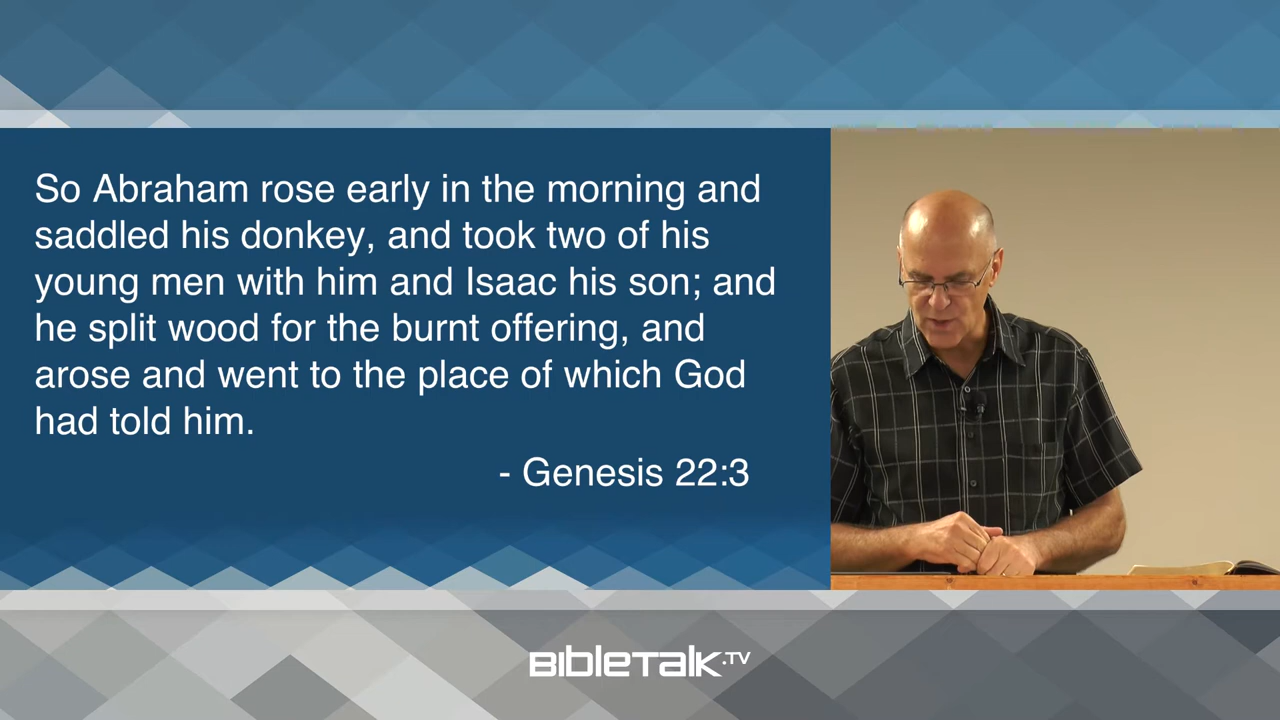 So Abraham rose early in the morning and
saddled his donkey, and took two of his
young men with him and Isaac his son; and
he split wood for the burnt offering, and
arose and went to the place of which God
had told him.
- Genesis 22:3
BIBLETALK.TV